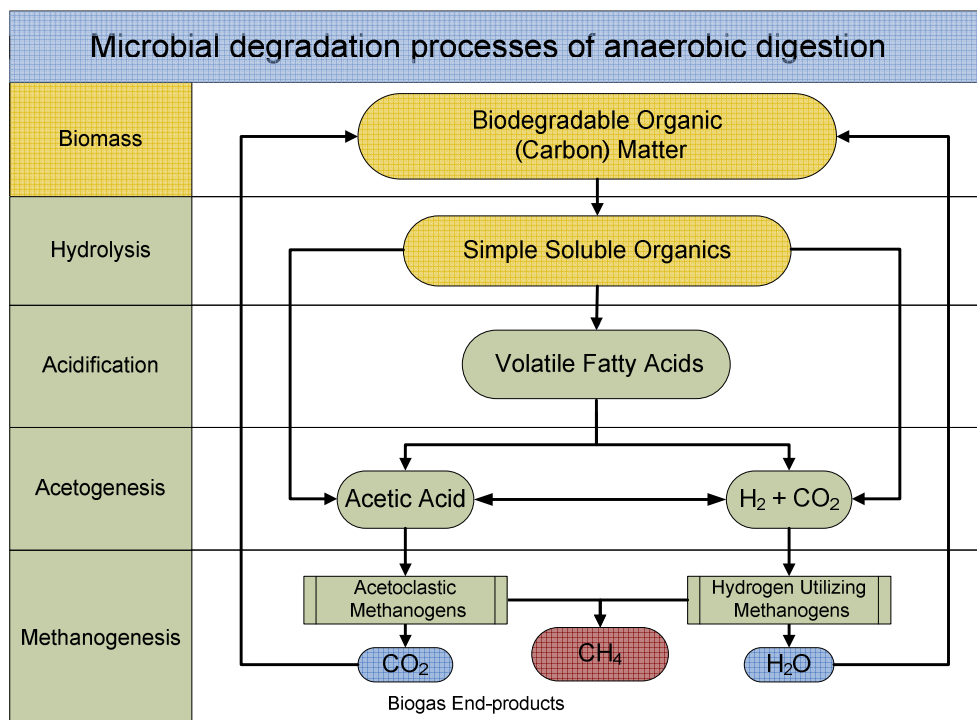 Microbial degradation processes of anaerobic digestion
Biomass
Biodegradable Organic
(Carbon) Matter
Hydrolysis
Simple Soluble Organics
Acidification
Volatile Fatty Acids
Acetogenesis
Acetic Acid
H₂ + CO₂
Methanogenesis
Acetoclastic
Methanogens
Hydrogen Utilizing
Methanogens
CO₂
CH₄
H₂O
Biogas End-products